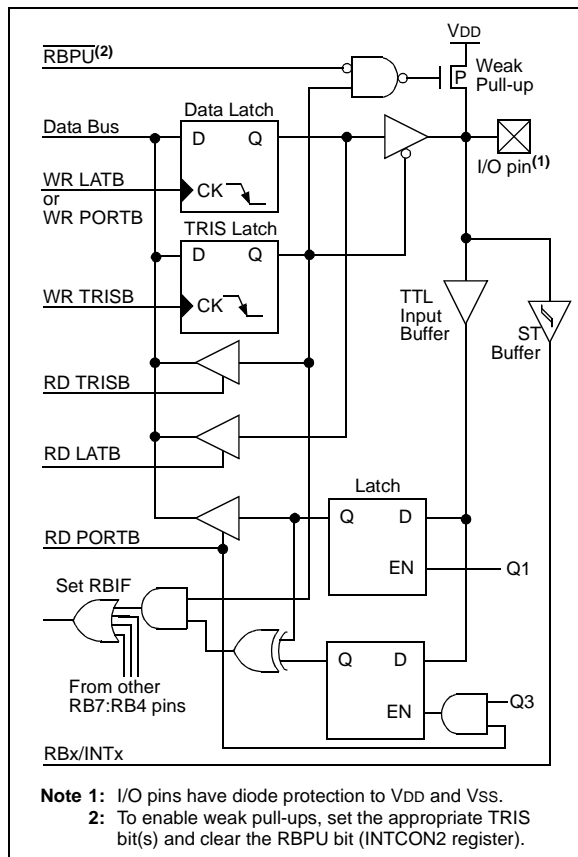 VDD
RBPU(2)
Weak
Pull-up
P
Data Latch
Data Bus
D Q
I/O pin(1)
WR LATB
or
WR PORTB
CK
TRIS Latch
D Q
WR TRISB
CK
TTL
Input
Buffer
ST
Buffer
RD TRISB
RD LATB
Latch
Q D
RD PORTB
EN
Q1
Set RBIF
Q D
From other
RB7:RB4 pins
EN
Q3
RBx/INTx
Note 1: I/O pins have diode protection to VDD and VSS.
2: To enable weak pull-ups, set the appropriate TRIS
bit(s) and clear the RBPU bit (INTCON2 register).